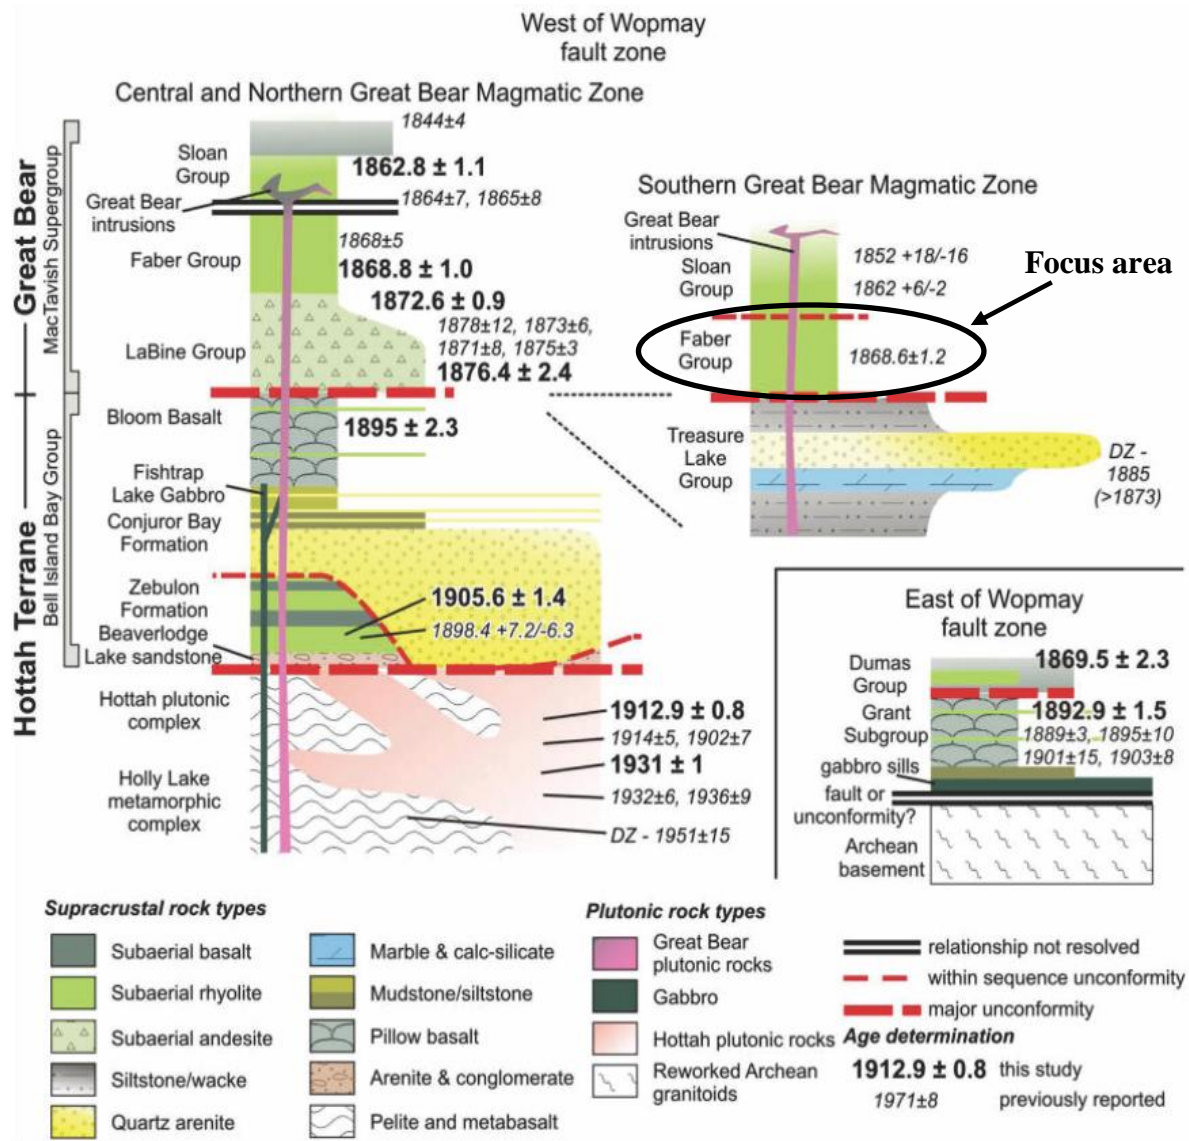 West of Wopmay
fault zone
Central and Northern Great Bear Magmatic Zone
1844±4
Sloan
Group
1862.8 ± 1.1
Great Bear
intrusions
1864±7, 1865±8
1868±5
Faber Group
1868.8 ± 1.0
1872.6 ± 0.9
1878±12, 1873±6,
1871±8, 1875±3
LaBine Group
1876.4 ± 2.4
Bloom Basalt
1895 ± 2.3
Fishtrap
Lake Gabbro
Conjuror Bay
Formation
Zebulon
Formation
1905.6 ± 1.4
1898.4 +7.2/-6.3
Beaverlodge
Lake sandstone
Hottah plutonic
complex
1912.9 ± 0.8
1914±5, 1902±7
1931 ± 1
1932±6, 1936±9
Holly Lake
metamorphic
complex
DZ - 1951±15
Great Bear
MacTavish Supergroup
Hottah Terrane
Bell Island Bay Group
Southern Great Bear Magmatic Zone
Great Bear
intrusions
Sloan
Group
1852 +18/-16
1862 +6/-2
Focus area
Faber
Group
1868.6±1.2
Treasure
Lake
Group
DZ -
1885
(>1873)
East of Wopmay
fault zone
Dumas
Group
1869.5 ± 2.3
Grant
Subgroup
1892.9 ± 1.5
1889±3, 1895±10
1901±15, 1903±8
gabbro sills
fault or
unconformity?
Archean
basement
Supracrustal rock types
Subaerial basalt
Subaerial rhyolite
Subaerial andesite
Siltstone/wacke
Quartz arenite
Marble & calc-silicate
Mudstone/siltstone
Pillow basalt
Arenite & conglomerate
Pelite and metabasalt
Plutonic rock types
Great Bear
plutonic rocks
Gabbro
Hottah plutonic rocks
Reworked Archean
granitoids
relationship not resolved
within sequence unconformity
major unconformity
Age determination
1912.9 ± 0.8 this study
1971±8 previously reported